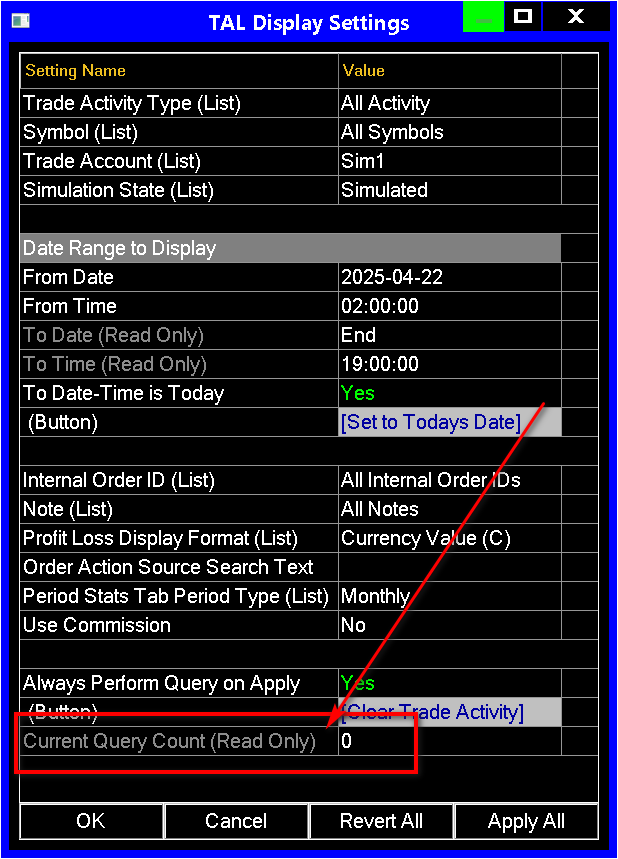 TAL Display Settings
Setting Name Value
Trade Activity Type (List) All Activity
Symbol (List) All Symbols
Trade Account (List) Sim1
Simulation State (List) Simulated
Date Range to Display
From Date 2025-04-22
From Time 02:00:00
To Date (Read Only) End
To Time (Read Only) 19:00:00
To Date-Time is Today Yes
(Button) [Set to Todays Date]
Internal Order ID (List) All Internal Order IDs
Note (List) All Notes
Profit Loss Display Format (List) Currency Value (C)
Order Action Source Search Text
Period Stats Tab Period Type (List) Monthly
Use Commission No
Always Perform Query on Apply Yes
(Button) [Clear Trade Activity]
Current Query Count (Read Only) 0
OK Cancel Revert All Apply All